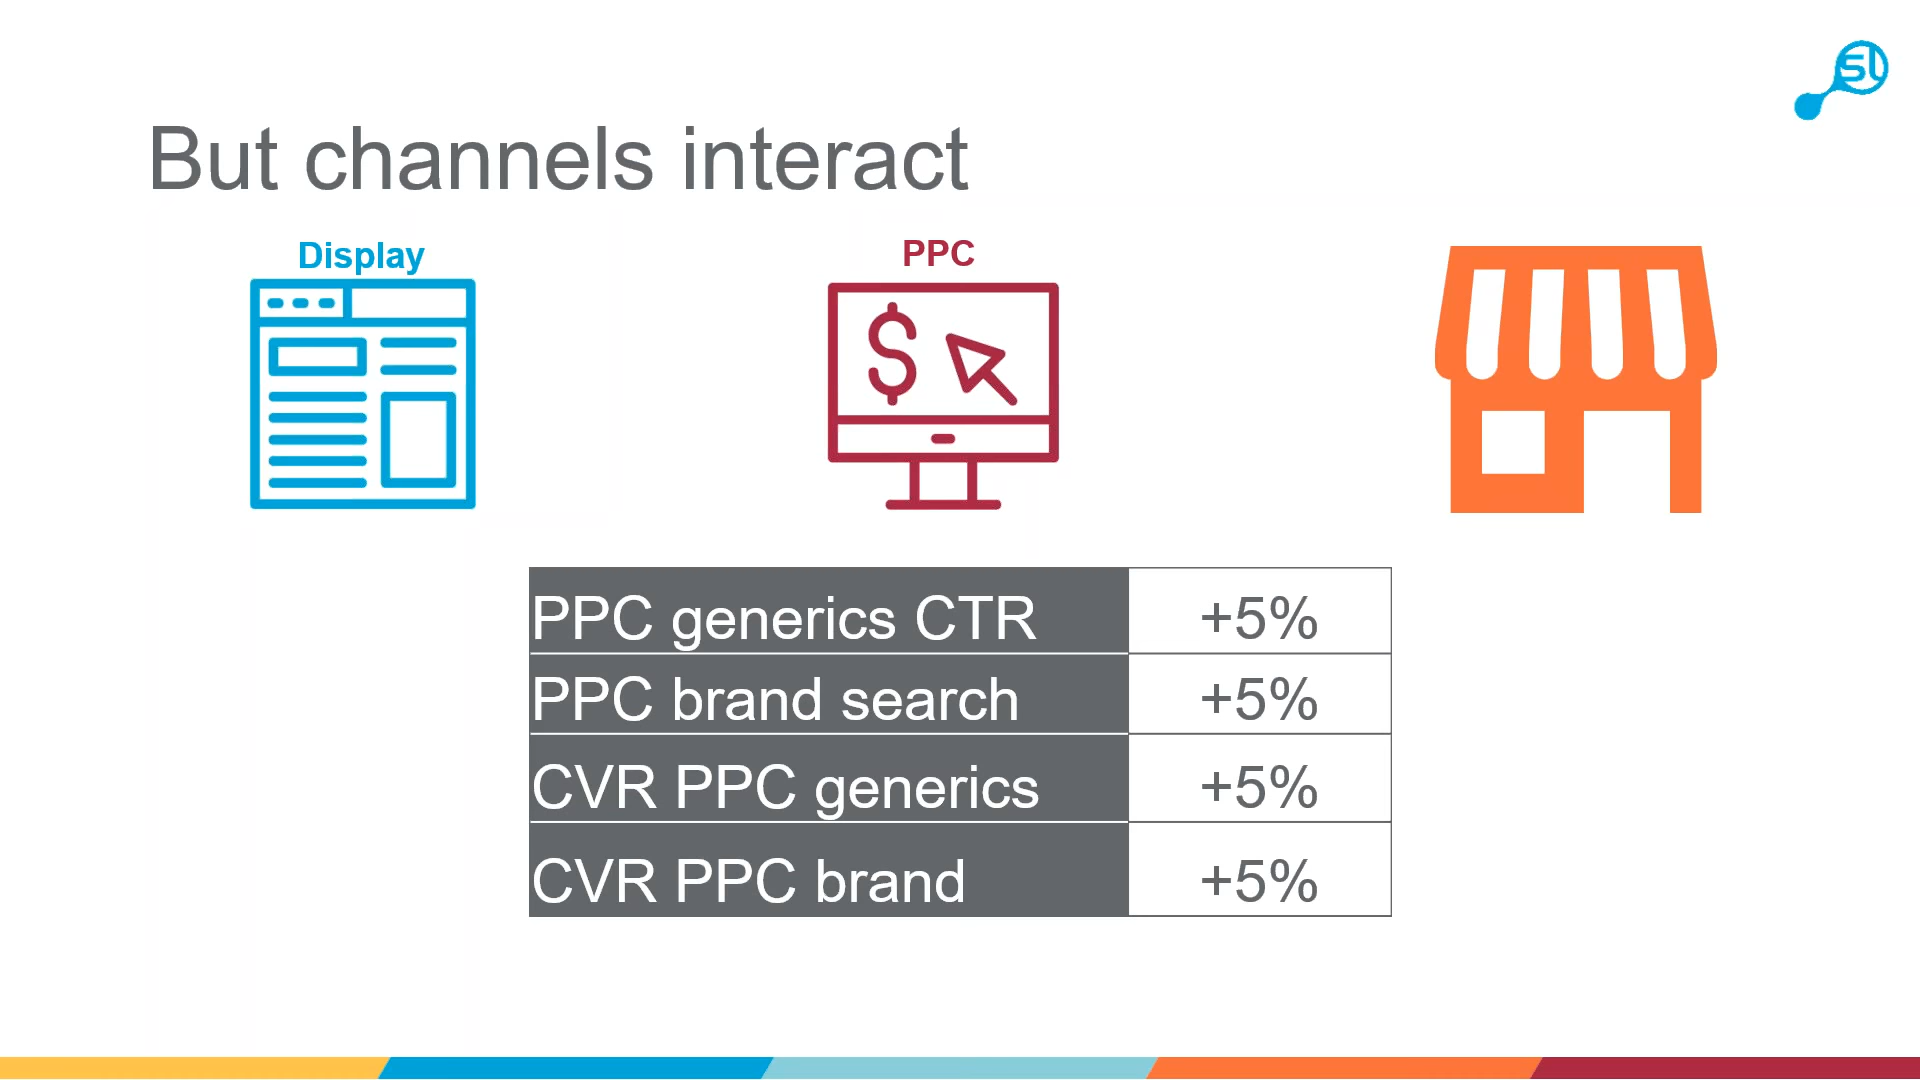 sl
But channels interact
Display
PPC
$
PPC generics CTR +5%
PPC brand search +5%
CVR PPC generics +5%
CVR PPC brand +5%